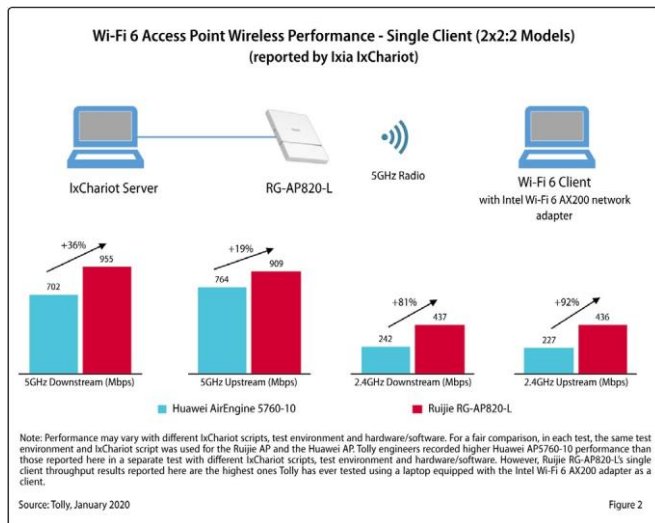 Wi-Fi 6 Access Point Wireless Performance - Single Client (2x2:2 Models)
(reported by Ixia IxChariot)
IxChariot Server
RG-AP820-L
5GHz Radio
Wi-Fi 6 Client
with Intel Wi-Fi 6 AX200 network
adapter
+36%
702
955
5GHz Downstream (Mbps)
+19%
764
909
5GHz Upstream (Mbps)
+81%
242
437
2.4GHz Downstream (Mbps)
+92%
227
436
2.4GHz Upstream (Mbps)
Huawei AirEngine 5760-10
Ruijie RG-AP820-L
Note: Performance may vary with different IxChariot scripts, test environment and hardware/software. For a fair comparison, in each test, the same test
environment and IxChariot script was used for the Ruijie AP and the Huawei AP. Tolly engineers recorded higher Huawei AP5760-10 performance than
those reported here in a separate test with different IxChariot scripts, test environment and hardware/software. However, Ruijie RG-AP820-L's single
client throughput results reported here are the highest ones Tolly has ever tested using a laptop equipped with the Intel Wi-Fi 6 AX200 adapter as a
client.
Source: Tolly, January 2020
Figure 2